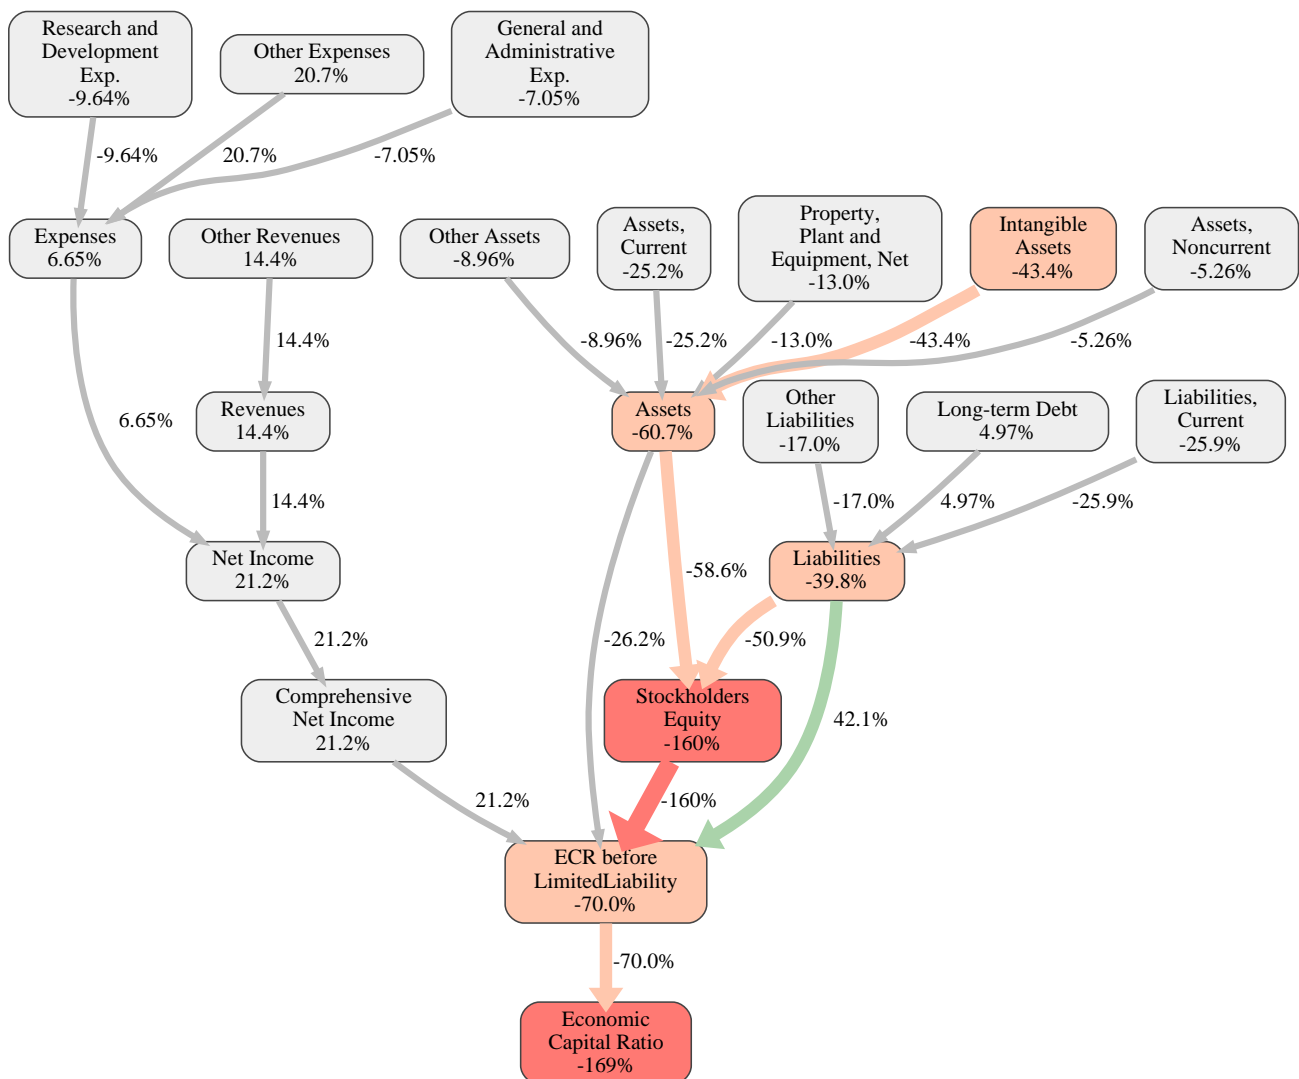 Research and
Development
Exp.
-9.64%
Other Expenses
20.7%
General and
Administrative
Exp.
-7.05%
-9.64%
20.7%
-7.05%
Expenses
6.65%
Other Revenues
14.4%
Other Assets
-8.96%
Assets,
Current
-25.2%
Property,
Plant and
Equipment, Net
-13.0%
Intangible
Assets
-43.4%
Assets,
Noncurrent
-5.26%
14.4%
-8.96%
-25.2%
-13.0%
-43.4%
-5.26%
6.65%
Revenues
14.4%
Assets
-60.7%
Other
Liabilities
-17.0%
Long-term Debt
4.97%
Liabilities,
Current
-25.9%
14.4%
-17.0%
4.97%
-25.9%
Net Income
21.2%
-58.6%
Liabilities
-39.8%
21.2%
-26.2%
-50.9%
Comprehensive
Net Income
21.2%
Stockholders
Equity
-160%
42.1%
21.2%
-160%
ECR before
LimitedLiability
-70.0%
-70.0%
Economic
Capital Ratio
-169%